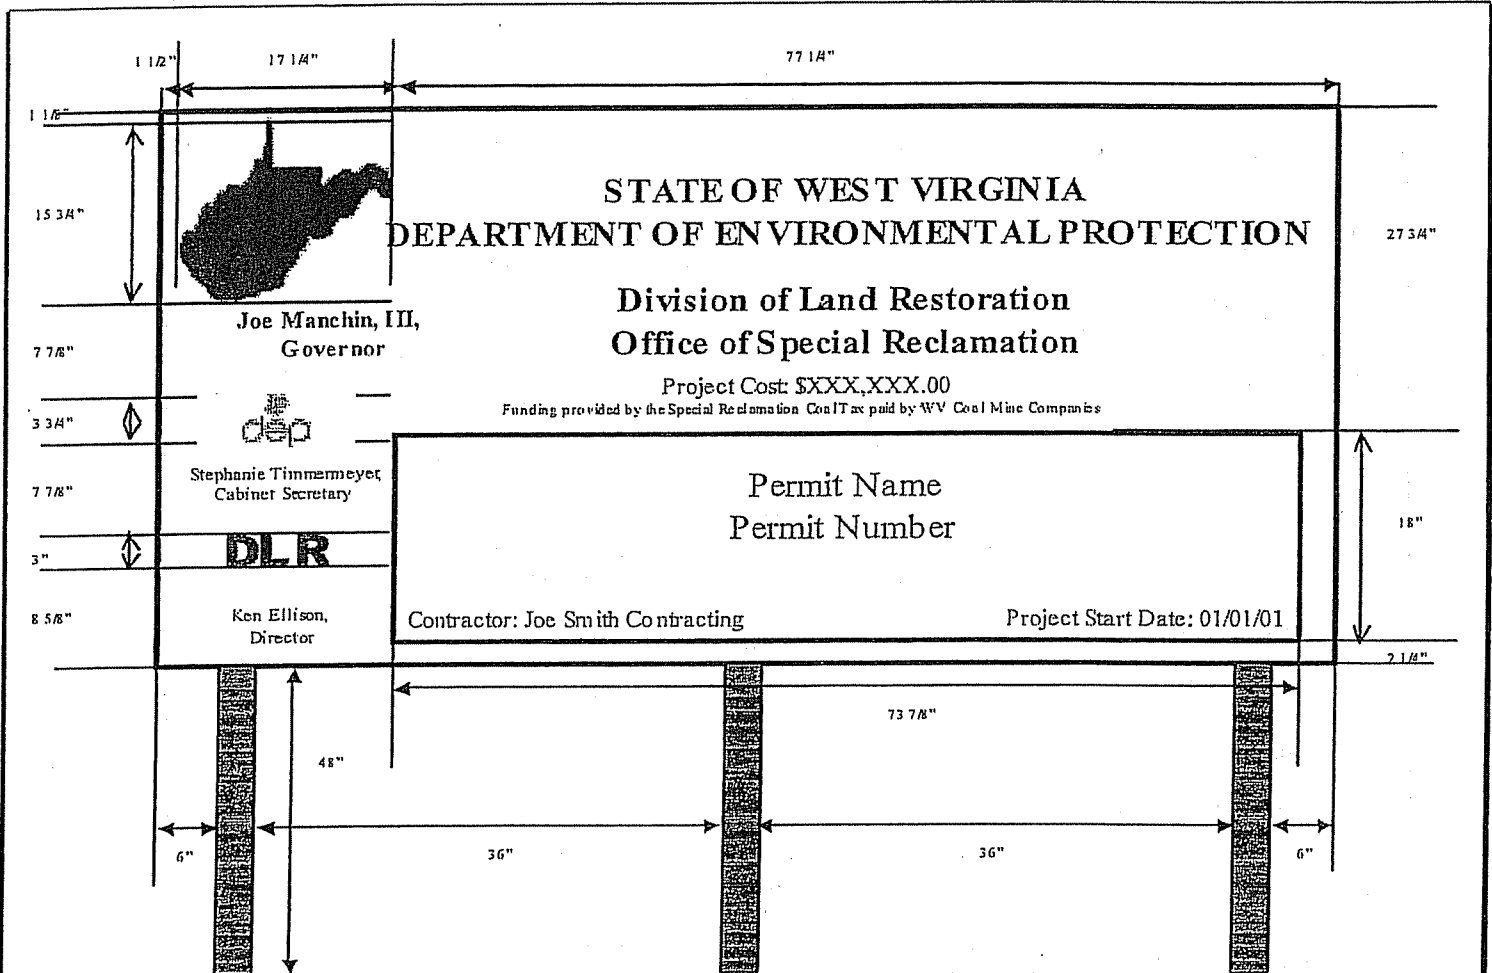 1 1/2"
17 1/4"
77 1/4"
1 1/8"
15 3/4"
STATE OF WEST VIRGINIA
DEPARTMENT OF ENVIRONMENTAL PROTECTION
27 3/4"
Division of Land Restoration
Joe Manchin, III,
Governor
Office of Special Reclamation
7 7/8"
Project Cost: $XXX,XXX.00
Funding provided by the Special Reclamation Coal Tax paid by WV Coal Mine Companies
3 3/4"
dep
Stephanie Timmermeyer,
Cabinet Secretary
7 7/8"
Permit Name
Permit Number
18"
DLR
3"
8 5/8"
Ken Ellison,
Director
Contractor: Joe Smith Contracting
Project Start Date: 01/01/01
2 1/4"
73 7/8"
48"
6"
36"
36"
6"